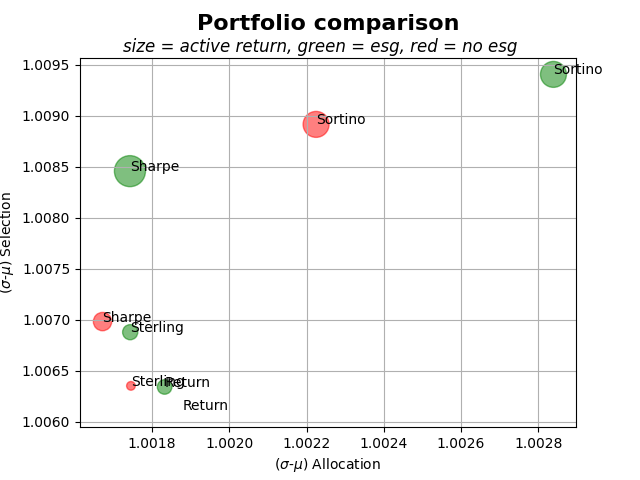 Portfolio comparison
size = active return, green = esg, red = no esg
1.0095
1.0090
1.0085
1.0080
1.0075
1.0070
1.0065
1.0060
(σ-μ) Selection
Sortino
Sortino
Sharpe
Sharpe
Sterling
Sterling
Return
Return
1.0018
1.0020
1.0022
1.0024
1.0026
1.0028
(σ-μ) Allocation